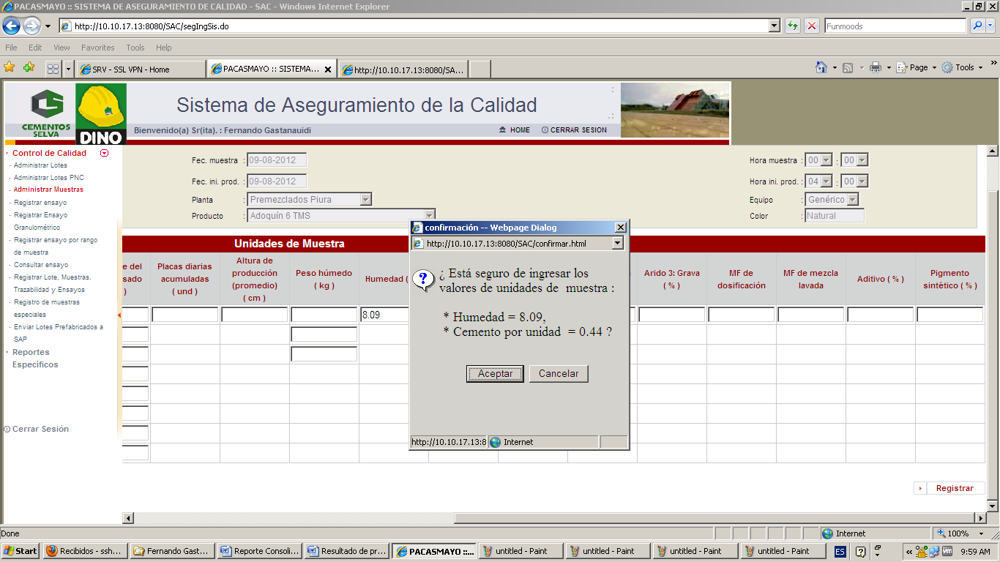 PACASMAYO :: SISTEMA DE ASEGURAMIENTO DE CALIDAD - SAC - Windows Internet Explorer
http://10.10.17.13:8080/SAC/segIngSis.do
Funmoods
File Edit View Favorites Tools Help
SRV - SSL VPN - Home
PACASMAYO :: SISTEMA...
http://10.10.17.13:8080/SA...
Page
Tools
»
CS
CEMENTOS
SELVA
DINO
Sistema de Aseguramiento de la Calidad
Bienvenido(a) Sr(ita). : Fernando Gastanauidi
HOME
CERRAR SESION
Control de Calidad
Administrar Lotes
Administrar Lotes PNC
Administrar Muestras
Registrar ensayo
Registrar Ensayo
Granulométrico
Registrar ensayo por rango
de muestra
Consultar ensayo
Registrar Lote, Muestras,
Trazabilidad y Ensayos
Registro de muestras
especiales
Enviar Lotes Prefabricados a
SAP
Reportes
Específicos
Cerrar Sesión
Fec. muestra : 09-08-2012
Hora muestra : 00 : 00
Fec. ini. prod. : 09-08-2012
Hora ini. prod. : 04 : 00
Planta : Premezclados Piura
Equipo : Genérico
Producto : Adoquín 6 TMS
Color : Natural
Unidades de Muestra
e del
sado
)
Placas diarias
acumuladas
( und )
Altura de
producción
(promedio)
( cm )
Peso húmedo
( kg )
Humedad (
Arido 3: Grava
( % )
MF de
dosificación
MF de mezcla
lavada
Aditivo ( % )
Pigmento
sintético ( % )
8.09
confirmación -- Webpage Dialog
http://10.10.17.13:8080/SAC/confirmar.html
¿ Está seguro de ingresar los
valores de unidades de muestra :
* Humedad = 8.09,
* Cemento por unidad = 0.44 ?
Aceptar
Cancelar
http://10.10.17.13:8
Internet
Registrar
Done
Internet
100%
Start
Recibidos - ssh...
Fernando Gast...
Reporte Consoli...
Resultado de pr...
PACASMAYO ::...
untitled - Paint
untitled - Paint
untitled - Paint
untitled - Paint
ES
«
9:59 AM